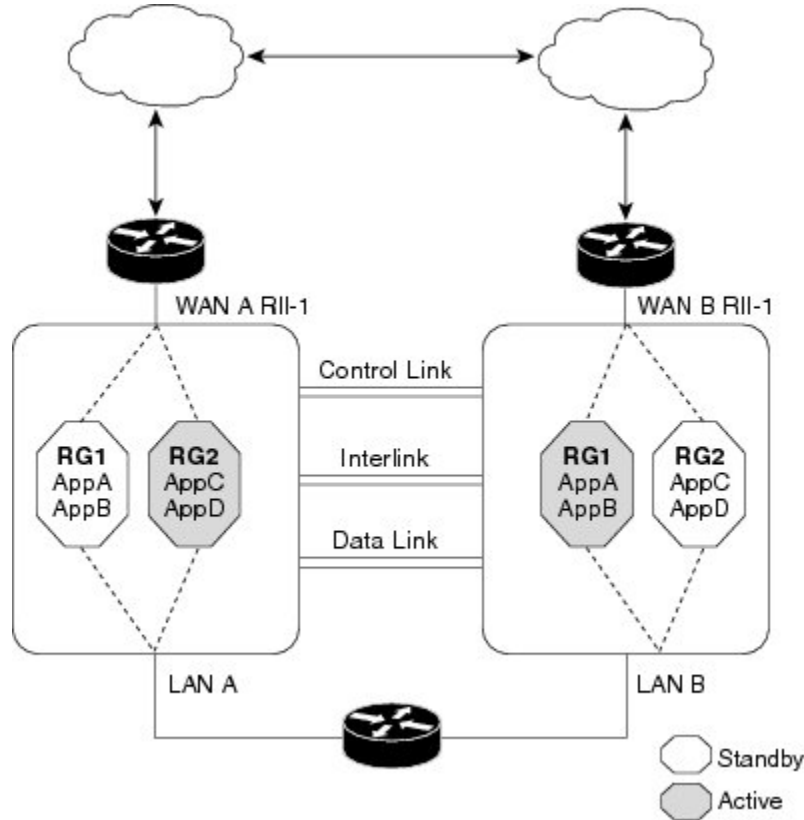 WAN A RII-1
WAN B RII-1
Control Link
RG1
AppA
AppB
RG2
AppC
AppD
Interlink
RG1
AppA
AppB
RG2
AppC
AppD
Data Link
LAN A
LAN B
Standby
Active